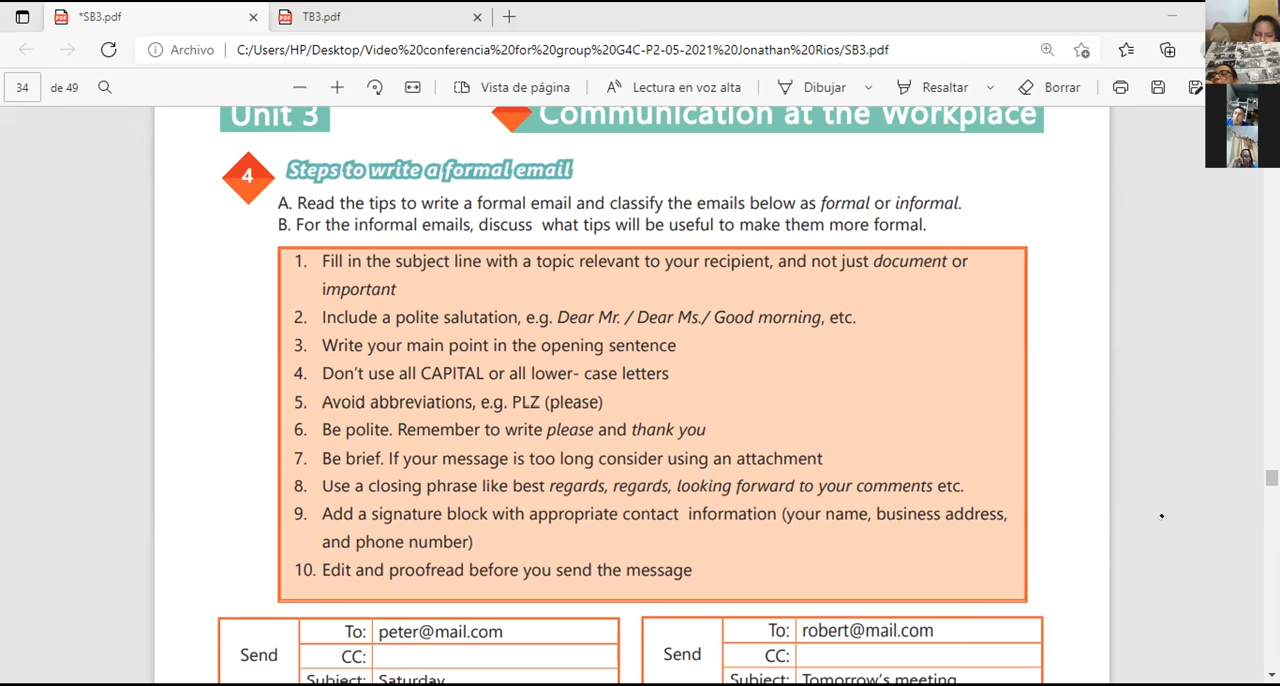 *SB3.pdf
TB3.pdf
Archivo
C:/Users/HP/Desktop/Video%20conferencia%20for%20group%20G4C-P2-05-2021%20Jonathan%20Rios/SB3.pdf
34 de 49
Vista de página
Lectura en voz alta
Dibujar
Resaltar
Borrar
Unit 3
Communication at the Workplace
4 Steps to write a formal email
A. Read the tips to write a formal email and classify the emails below as formal or informal.
B. For the informal emails, discuss what tips will be useful to make them more formal.
1. Fill in the subject line with a topic relevant to your recipient, and not just document or
important
2. Include a polite salutation, e.g. Dear Mr. / Dear Ms./ Good morning, etc.
3. Write your main point in the opening sentence
4. Don't use all CAPITAL or all lower- case letters
5. Avoid abbreviations, e.g. PLZ (please)
6. Be polite. Remember to write please and thank you
7. Be brief. If your message is too long consider using an attachment
8. Use a closing phrase like best regards, regards, looking forward to your comments etc.
9. Add a signature block with appropriate contact information (your name, business address,
and phone number)
10. Edit and proofread before you send the message
Send
To: peter@mail.com
CC:
Subject: Saturday
Send
To: robert@mail.com
CC:
Subject: Tomorrow's meeting